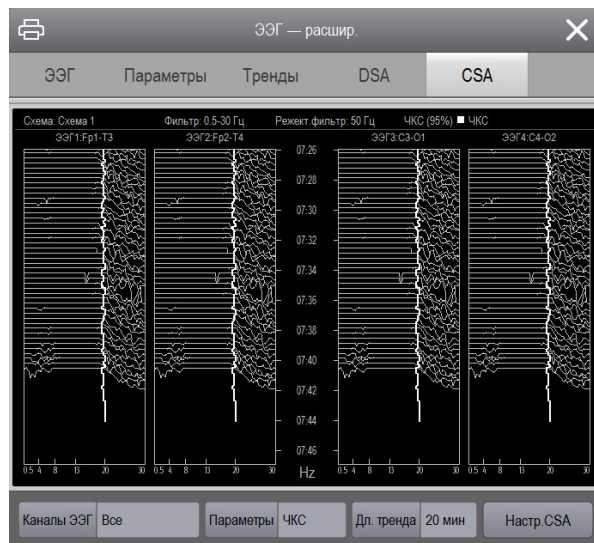 ЭЭГ — расшир.
ЭЭГ Параметры Тренды DSA CSA
Схема: Схема 1 Фильтр: 0.5-30 Гц Режект.фильтр: 50 Гц ЧКС (95%) ЧКС
ЭЭГ1:Fp1-T3 ЭЭГ2:Fp2-T4 ЭЭГ3:C3-O1 ЭЭГ4:C4-O2
07:26
07:28
07:30
07:32
07:34
07:36
07:38
07:40
07:42
07:44
07:46
0.5 4 8 13 20 30 0.5 4 8 13 20 30 Hz 0.5 4 8 13 20 30 0.5 4 8 13 20 30
Каналы ЭЭГ Все Параметры ЧКС Дл. тренда 20 мин Настр.CSA